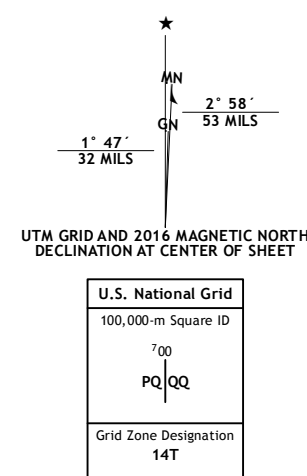 ★
MN
GN
2° 58´
53 MILS
1° 47´
32 MILS
UTM GRID AND 2016 MAGNETIC NORTH
DECLINATION AT CENTER OF SHEET
U.S. National Grid
100,000-m Square ID
⁷00
PQ QQ
Grid Zone Designation
14T